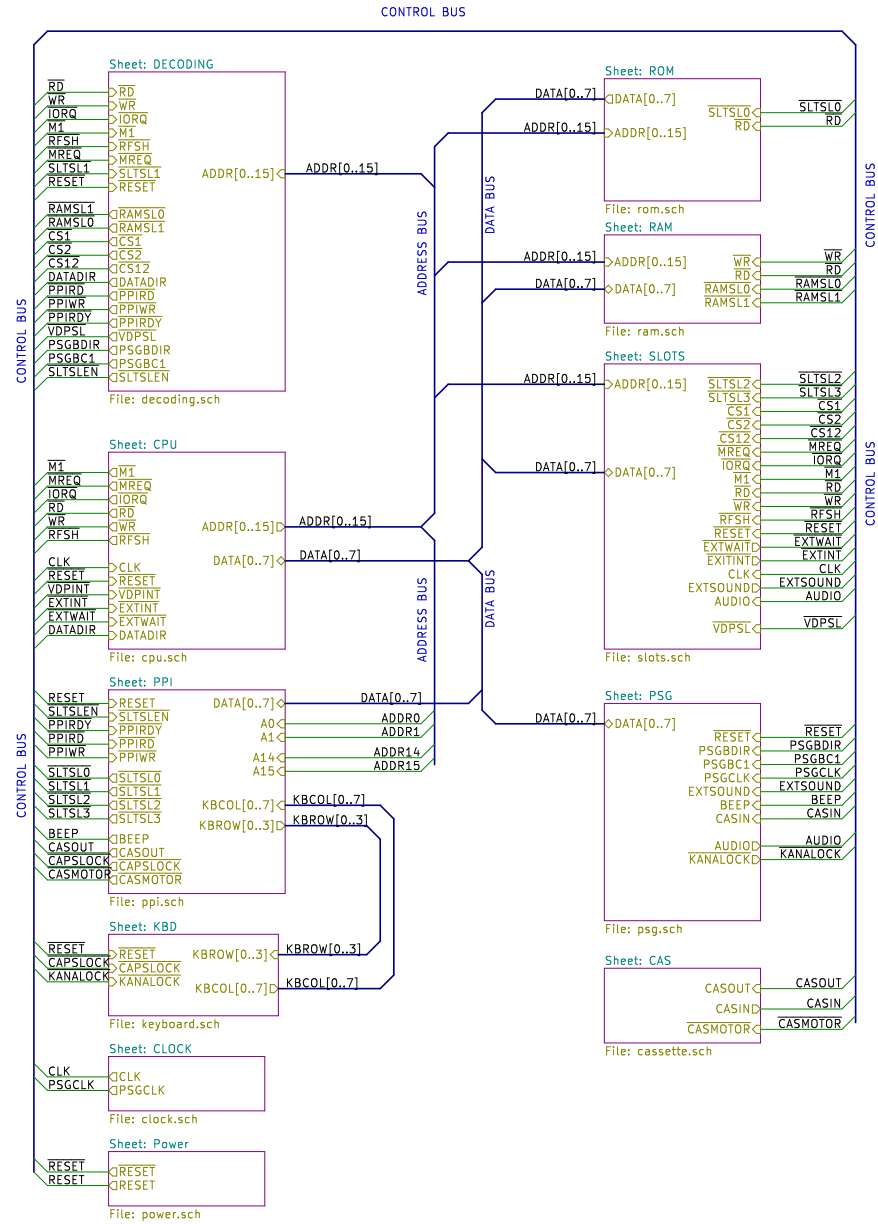 CONTROL BUS
Sheet: DECODING
RD RD
WR WR
IORQ IORQ
M1 M1
RFSH RFSH
MREQ MREQ
SLTSL1 SLTSL1 ADDR[0..15] ADDR[0..15]
RESET RESET
RAMSL1 RAMSL0
RAMSL0 RAMSL1
CS1 CS1
CS2 CS2
CS12 CS12
DATADIR DATADIR
PPIRD PPIRD
PPIWR PPIWR
PPIRDY PPIRDY
VDPSL VDPSL
PSGBDIR PSGBDIR
PSGBC1 PSGBC1
SLTSLEN SLTSLEN
File: decoding.sch
CONTROL BUS
Sheet: CPU
M1 M1
MREQ MREQ
IORQ IORQ
RD RD
WR WR ADDR[0..15] ADDR[0..15]
RFSH RFSH
DATA[0..7] DATA[0..7]
CLK CLK
RESET RESET
VDPINT VDPINT
EXTINT EXTINT
EXTWAIT EXTWAIT
DATADIR DATADIR
File: cpu.sch
Sheet: PPI
RESET RESET DATA[0..7] DATA[0..7]
SLTSLEN SLTSLEN A0 ADDR0
PPIRDY PPIRDY A1 ADDR1
PPIRD PPIRD
PPIWR PPIWR A14 ADDR14
A15 ADDR15
SLTSL0 SLTSL0
SLTSL1 SLTSL1
SLTSL2 SLTSL2 KBCOL[0..7] KBCOL[0..7]
SLTSL3 SLTSL3 KBROW[0..3] KBROW[0..3]
BEEP BEEP
CASOUT CASOUT
CAPSLOCK CAPSLOCK
CASMOTOR CASMOTOR
File: ppi.sch
CONTROL BUS
Sheet: KBD
RESET RESET KBROW[0..3] KBROW[0..3]
CAPSLOCK CAPSLOCK
KANALOCK KANALOCK KBCOL[0..7] KBCOL[0..7]
File: keyboard.sch
Sheet: CLOCK
CLK CLK
PSGCLK PSGCLK
File: clock.sch
Sheet: Power
RESET RESET
RESET RESET
File: power.sch
ADDRESS BUS
DATA BUS
ADDRESS BUS
DATA BUS
Sheet: ROM
DATA[0..7] DATA[0..7] SLTSL0 SLTSL0
ADDR[0..15] ADDR[0..15] RD RD
File: rom.sch
CONTROL BUS
Sheet: RAM
ADDR[0..15] ADDR[0..15] WR WR
RD RD
DATA[0..7] DATA[0..7] RAMSL0 RAMSL0
RAMSL1 RAMSL1
File: ram.sch
Sheet: SLOTS
ADDR[0..15] ADDR[0..15] SLTSL2 SLTSL2
SLTSL3 SLTSL3
CS1 CS1
CS2 CS2
CS12 CS12
MREQ MREQ
IORQ IORQ
DATA[0..7] DATA[0..7] M1 M1
RD RD
WR WR
RFSH RFSH
RESET RESET
EXTWAIT EXTWAIT
EXITINT EXTINT
CLK CLK
EXTSOUND EXTSOUND
AUDIO AUDIO
VDPSL VDPSL
File: slots.sch
CONTROL BUS
Sheet: PSG
DATA[0..7] DATA[0..7]
RESET RESET
PSGBDIR PSGBDIR
PSGBC1 PSGBC1
PSGCLK PSGCLK
EXTSOUND EXTSOUND
BEEP BEEP
CASIN CASIN
AUDIO AUDIO
KANALOCK KANALOCK
File: psg.sch
Sheet: CAS
CASOUT CASOUT
CASIN CASIN
CASMOTOR CASMOTOR
File: cassette.sch